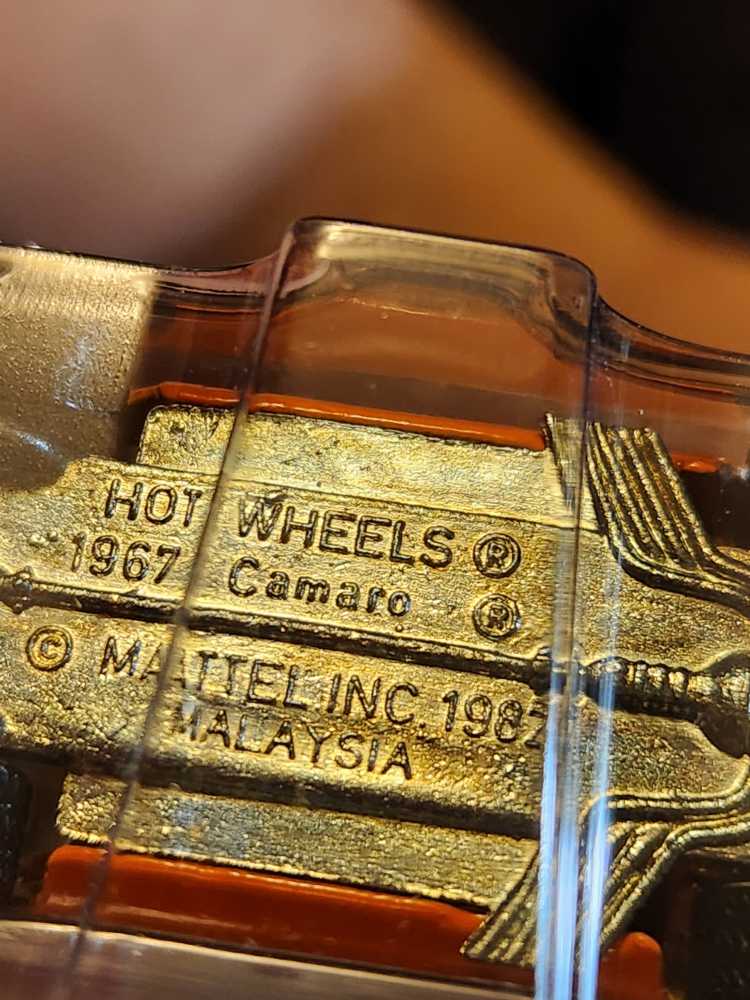 HOT WHEELS ®
1967 Camaro ®
© MATTEL, INC. 1982
MALAYSIA